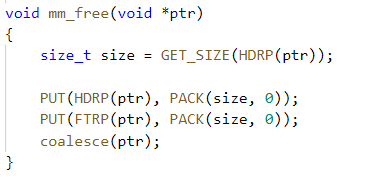 void mm_free(void *ptr)
{
    size_t size = GET_SIZE(HDRP(ptr));

    PUT(HDRP(ptr), PACK(size, 0));
    PUT(FTRP(ptr), PACK(size, 0));
    coalesce(ptr);
}